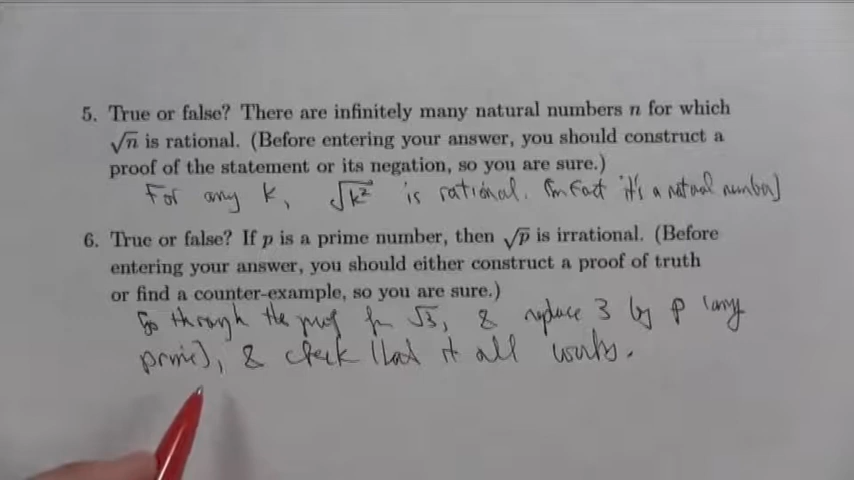 5. True or false? There are infinitely many natural numbers n for which
√n is rational. (Before entering your answer, you should construct a
proof of the statement or its negation, so you are sure.)
For any k, √k² is rational. [In fact it's a natural number]
6. True or false? If p is a prime number, then √p is irrational. (Before
entering your answer, you should either construct a proof of truth
or find a counter-example, so you are sure.)
Go through the proof for √3, & replace 3 by p (any
prime), & check that it all works.